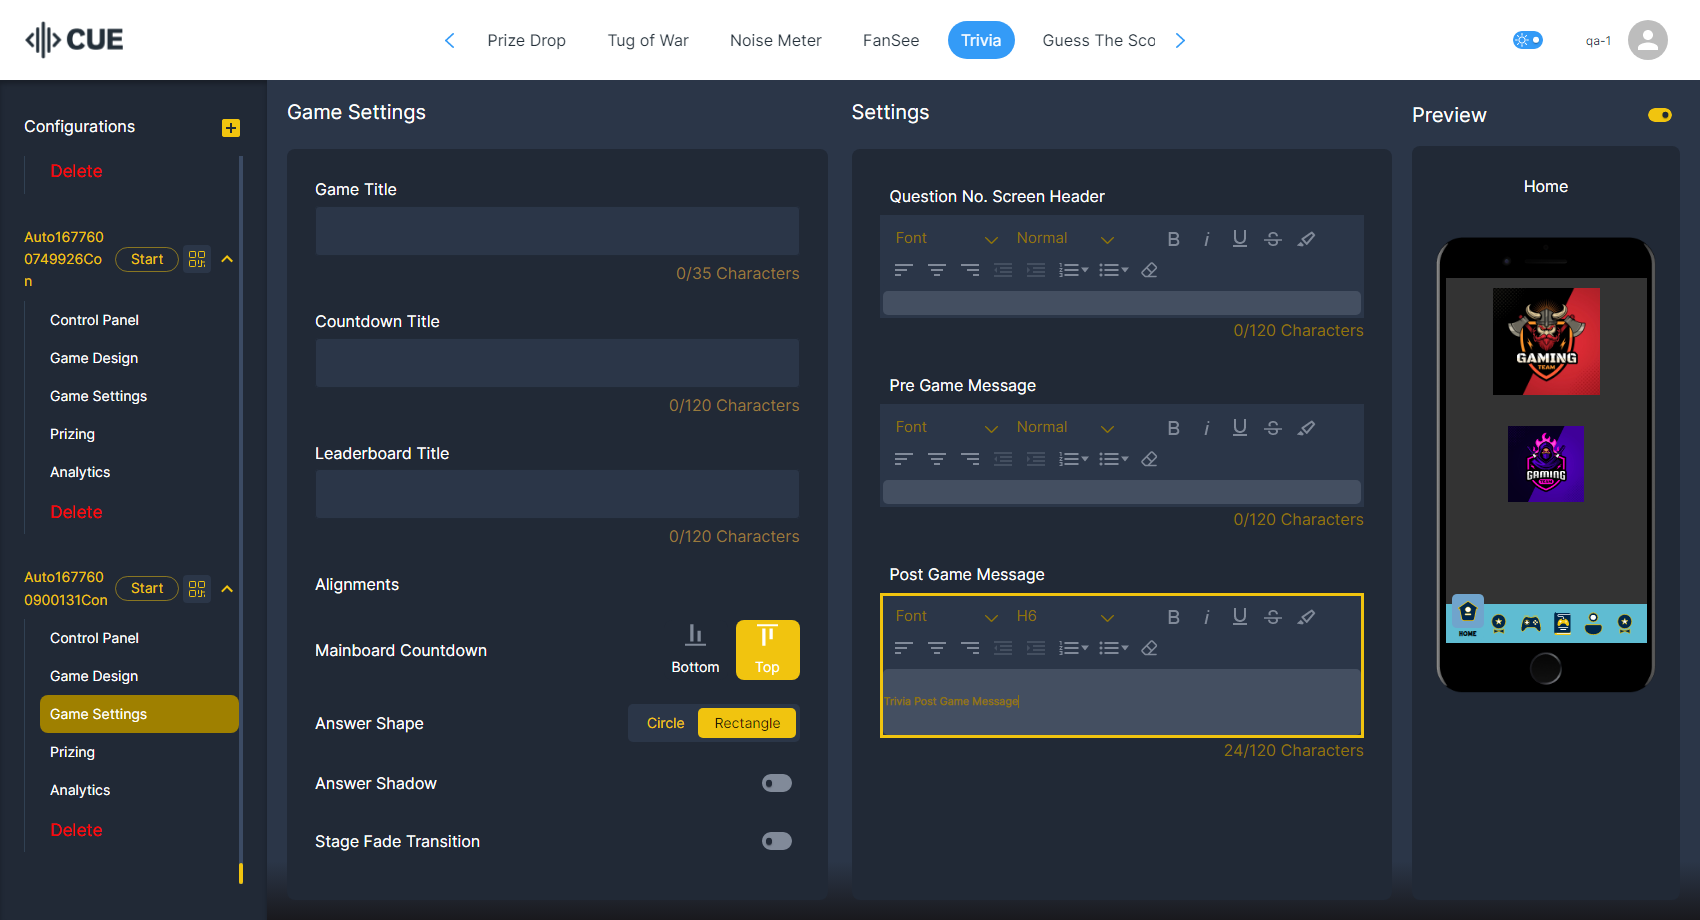 CUE
Prize Drop
Tug of War
Noise Meter
FanSee
Trivia
Guess The Sco
qa-1
Configurations
Delete
Auto167760
0749926Co
n
Start
Control Panel
Game Design
Game Settings
Prizing
Analytics
Delete
Auto167760
0900131Con
Start
Control Panel
Game Design
Game Settings
Prizing
Analytics
Delete
Game Settings
Game Title
0/35 Characters
Countdown Title
0/120 Characters
Leaderboard Title
0/120 Characters
Alignments
Mainboard Countdown
Bottom
Top
Answer Shape
Circle
Rectangle
Answer Shadow
Stage Fade Transition
Settings
Question No. Screen Header
Font
Normal
B
i
U
S
0/120 Characters
Pre Game Message
Font
Normal
B
i
U
S
0/120 Characters
Post Game Message
Font
H6
B
i
U
S
Trivia Post Game Message
24/120 Characters
Preview
Home
GAMING
TEAM
GAMING
TEAM
HOME